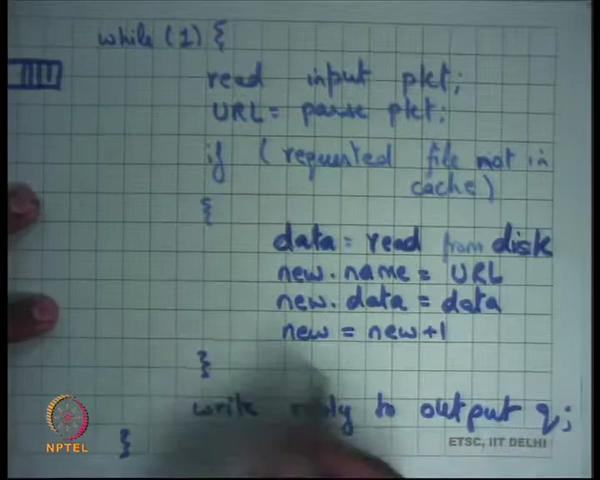 while (1) {
read input pkt;
URL = parse pkt;
if (requested file not in
cache)
{
data = read from disk
new.name = URL
new.data = data
new = new+1
}
write reply to output q;
}
NPTEL
ETSC, IIT DELHI